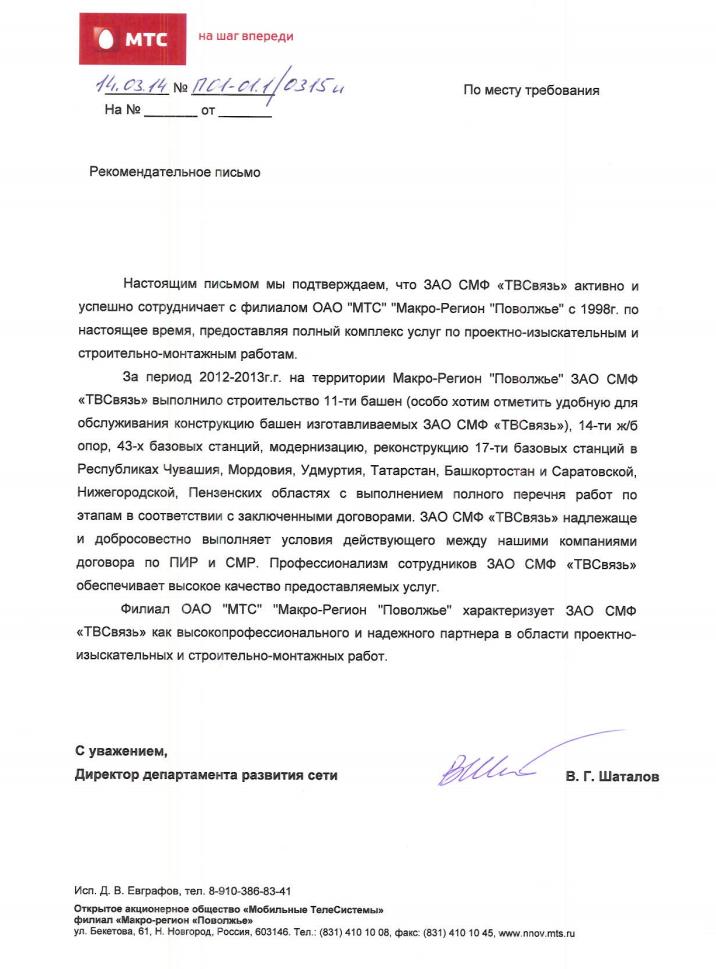 МТС на шаг впереди
14.03.14 № ПС1-01.1/0315и По месту требования
На № _______ от _______
Рекомендательное письмо
Настоящим письмом мы подтверждаем, что ЗАО СМФ «ТВСвязь» активно и
успешно сотрудничает с филиалом ОАО "МТС" "Макро-Регион "Поволжье" с 1998г. по
настоящее время, предоставляя полный комплекс услуг по проектно-изыскательным и
строительно-монтажным работам.
За период 2012-2013г.г. на территории Макро-Регион "Поволжье" ЗАО СМФ
«ТВСвязь» выполнило строительство 11-ти башен (особо хотим отметить удобную для
обслуживания конструкцию башен изготавливаемых ЗАО СМФ «ТВСвязь»), 14-ти ж/б
опор, 43-х базовых станций, модернизацию, реконструкцию 17-ти базовых станций в
Республиках Чувашия, Мордовия, Удмуртия, Татарстан, Башкортостан и Саратовской,
Нижегородской, Пензенских областях с выполнением полного перечня работ по
этапам в соответствии с заключенными договорами. ЗАО СМФ «ТВСвязь» надлежаще
и добросовестно выполняет условия действующего между нашими компаниями
договора по ПИР и СМР. Профессионализм сотрудников ЗАО СМФ «ТВСвязь»
обеспечивает высокое качество предоставляемых услуг.
Филиал ОАО "МТС" "Макро-Регион "Поволжье" характеризует ЗАО СМФ
«ТВСвязь» как высокопрофессионального и надежного партнера в области проектно-
изыскательных и строительно-монтажных работ.
С уважением,
Директор департамента развития сети В. Г. Шаталов
Исп. Д. В. Евграфов, тел. 8-910-386-83-41
Открытое акционерное общество «Мобильные ТелеСистемы»
филиал «Макро-регион «Поволжье»
ул. Бекетова, 61, Н. Новгород, Россия, 603146. Тел.: (831) 410 10 08, факс: (831) 410 10 45, www.nnov.mts.ru